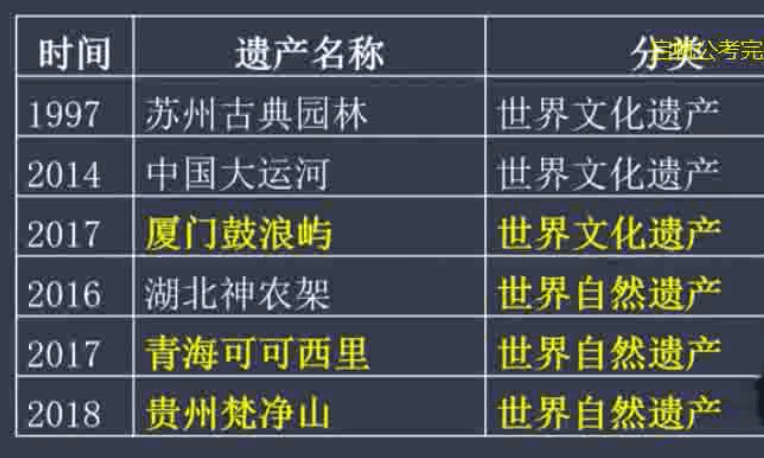 时间 遗产名称 分类
公考完
1997 苏州古典园林 世界文化遗产
2014 中国大运河 世界文化遗产
2017 厦门鼓浪屿 世界文化遗产
2016 湖北神农架 世界自然遗产
2017 青海可可西里 世界自然遗产
2018 贵州梵净山 世界自然遗产